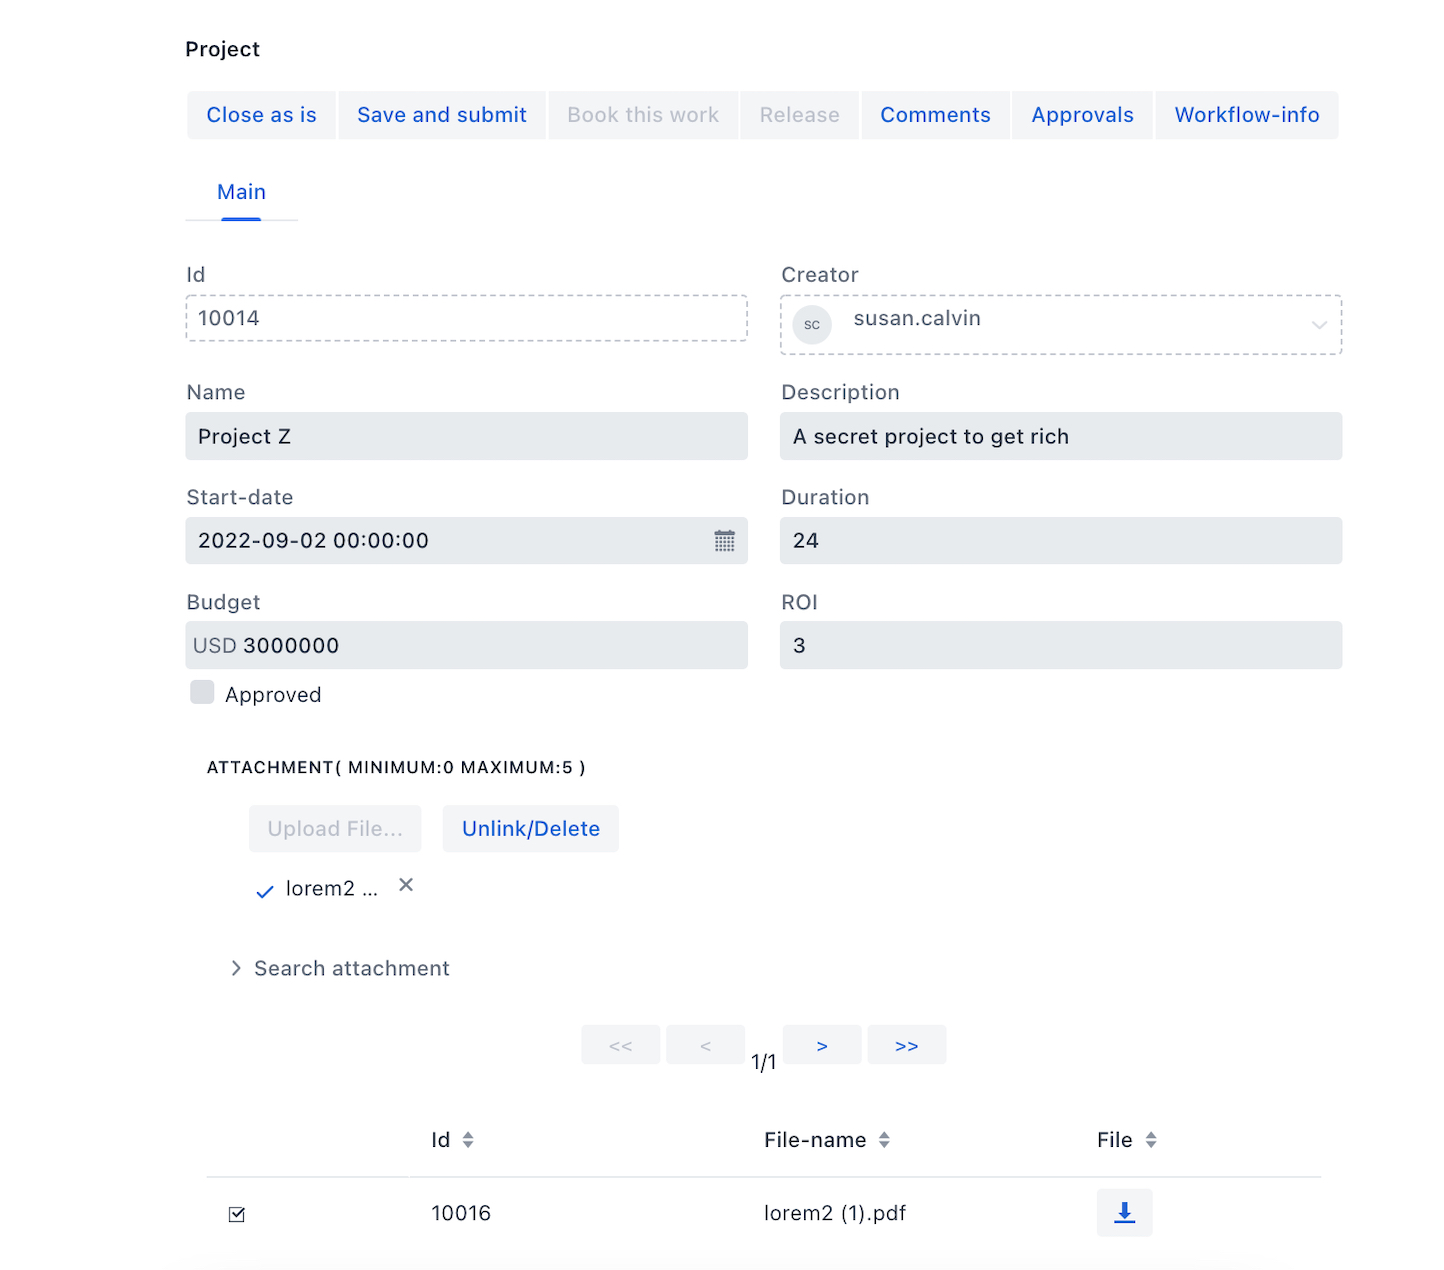 Project
Close as is Save and submit Book this work Release Comments Approvals Workflow-info
Main
Id Creator
10014 SC susan.calvin
Name Description
Project Z A secret project to get rich
Start-date Duration
2022-09-02 00:00:00 24
Budget ROI
USD 3000000 3
Approved
ATTACHMENT( MINIMUM:0 MAXIMUM:5 )
Upload File... Unlink/Delete
lorem2 ...
Search attachment
<< < 1/1 > >>
Id File-name File
10016 lorem2 (1).pdf